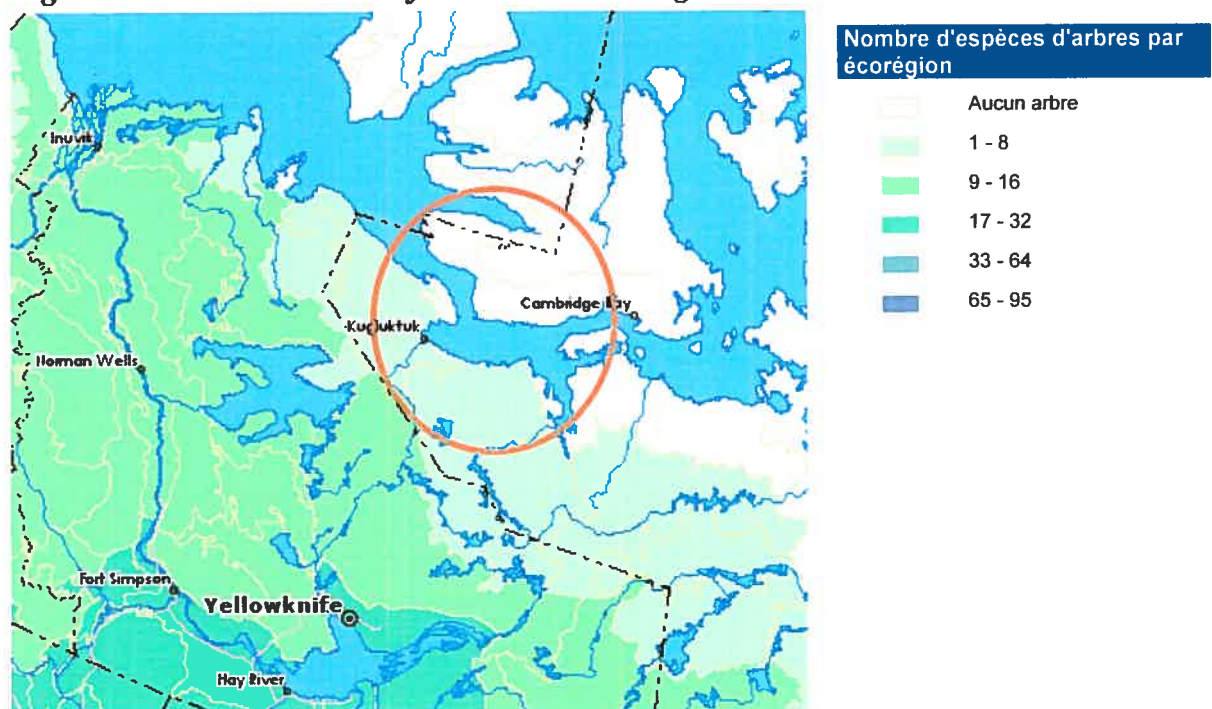 Nombre d'espèces d'arbres par
écorégion
Aucun arbre
1 - 8
9 - 16
17 - 32
33 - 64
65 - 95
Inuvik
Cambridge Bay
Kugluktuk
Norman Wells
Fort Simpson
Yellowknife
Hay River